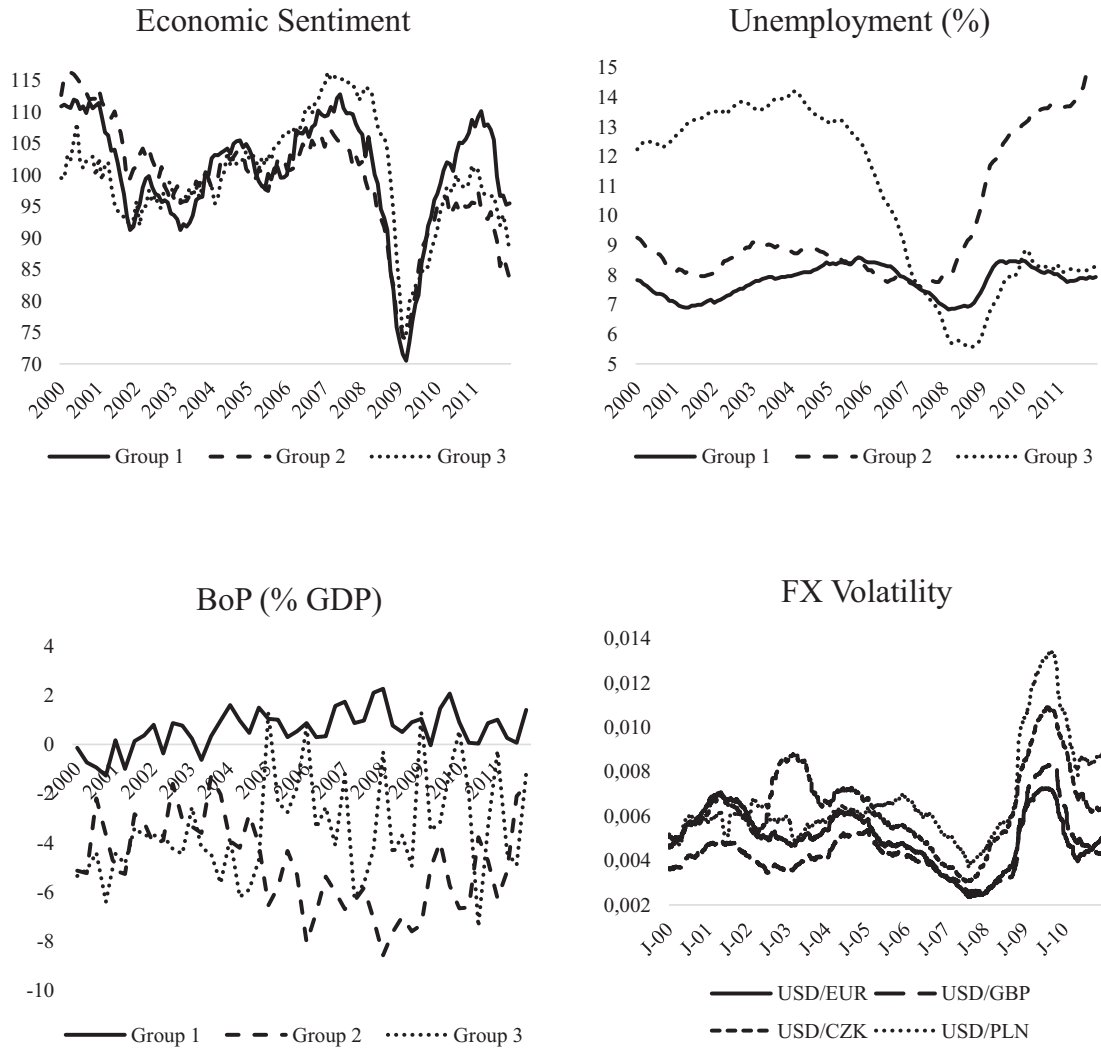 Economic Sentiment
115
110
105
100
95
90
85
80
75
70
2000
2001
2002
2003
2004
2005
2006
2007
2008
2009
2010
2011
Group 1
Group 2
Group 3
Unemployment (%)
15
14
13
12
11
10
9
8
7
6
5
2000
2001
2002
2003
2004
2005
2006
2007
2008
2009
2010
2011
Group 1
Group 2
Group 3
BoP (% GDP)
4
2
0
-2
-4
-6
-8
-10
2000
2001
2002
2003
2004
2005
2006
2007
2008
2009
2010
2011
Group 1
Group 2
Group 3
FX Volatility
0,014
0,012
0,010
0,008
0,006
0,004
0,002
J-00
J-01
J-02
J-03
J-04
J-05
J-06
J-07
J-08
J-09
J-10
USD/EUR
USD/GBP
USD/CZK
USD/PLN